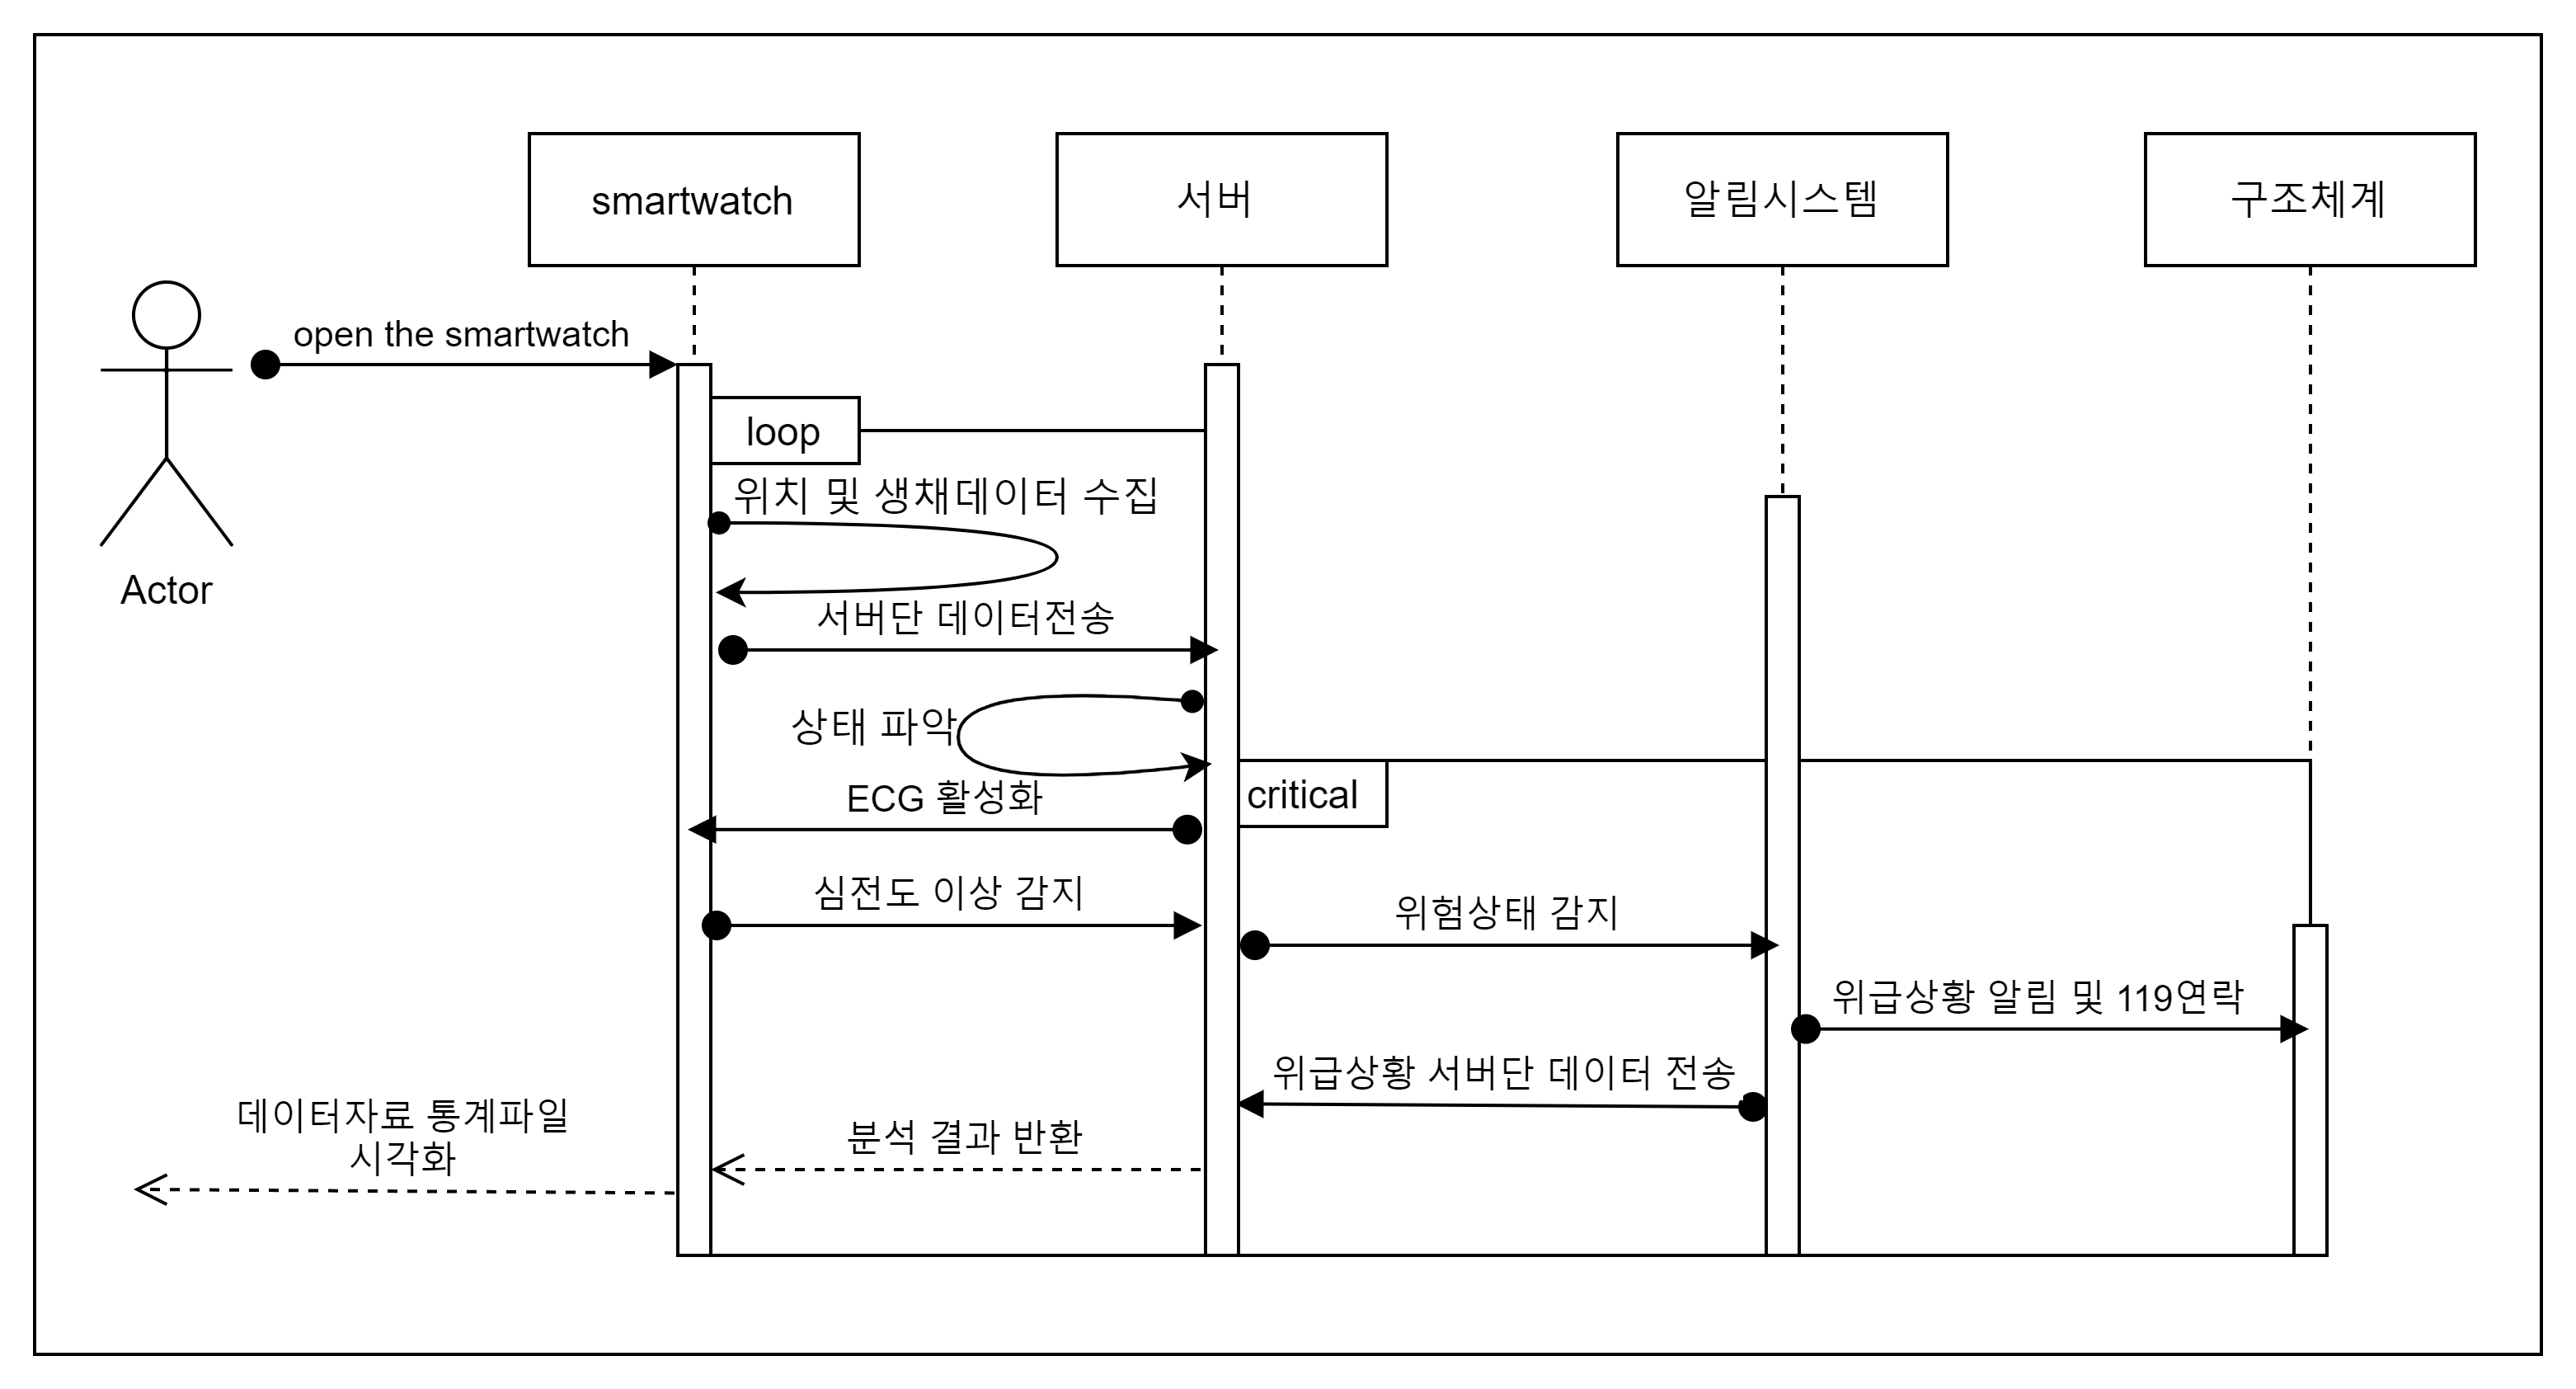 smartwatch
서버
알림시스템
구조체계
open the smartwatch
Actor
loop
위치 및 생채데이터 수집
서버단 데이터전송
상태 파악
critical
ECG 활성화
심전도 이상 감지
위험상태 감지
위급상황 알림 및 119연락
위급상황 서버단 데이터 전송
분석 결과 반환
데이터자료 통계파일
시각화